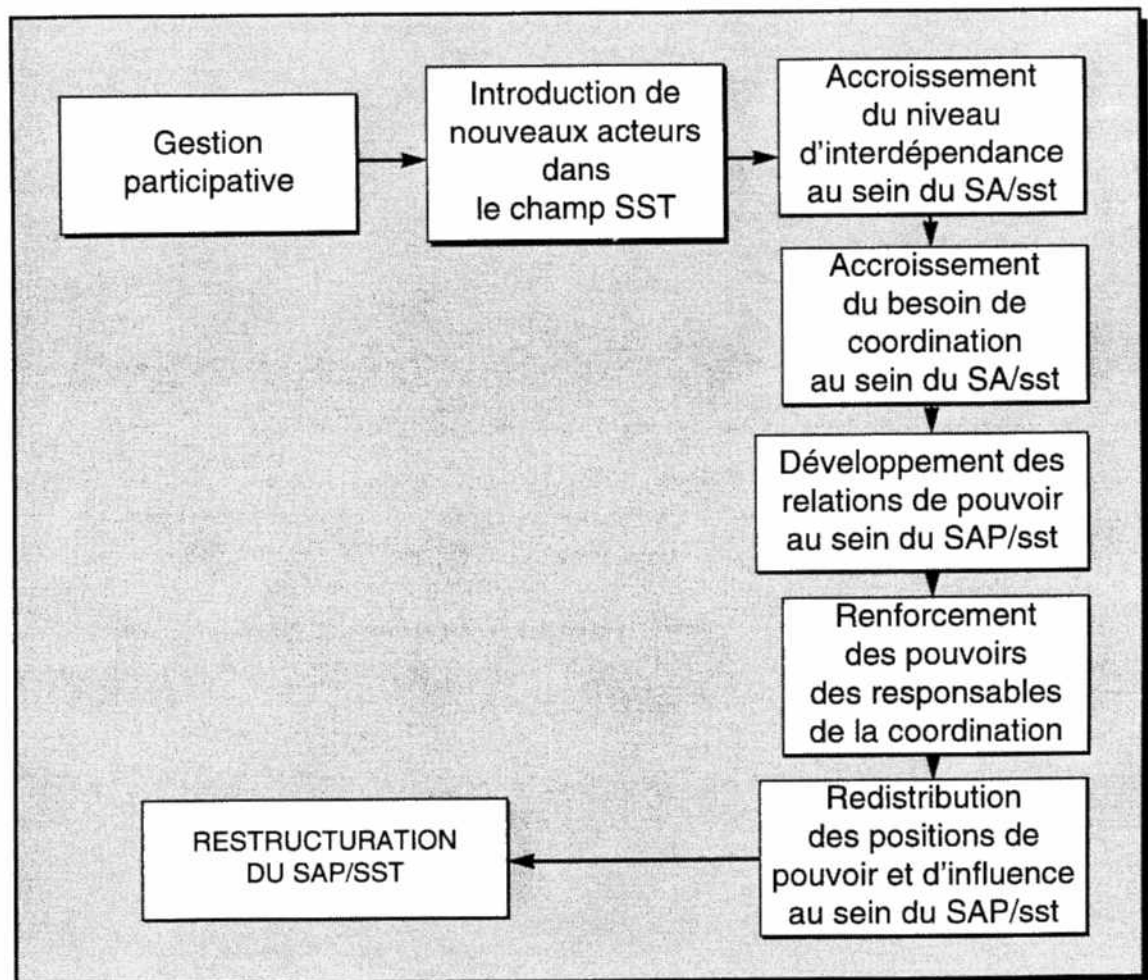 Gestion
participative
Introduction de
nouveaux acteurs
dans
le champ SST
Accroissement
du niveau
d'interdépendance
au sein du SA/sst
Accroissement
du besoin de
coordination
au sein du SA/sst
Développement des
relations de pouvoir
au sein du SAP/sst
Renforcement
des pouvoirs
des responsables
de la coordination
Redistribution
des positions de
pouvoir et d'influence
au sein du SAP/sst
RESTRUCTURATION
DU SAP/SST